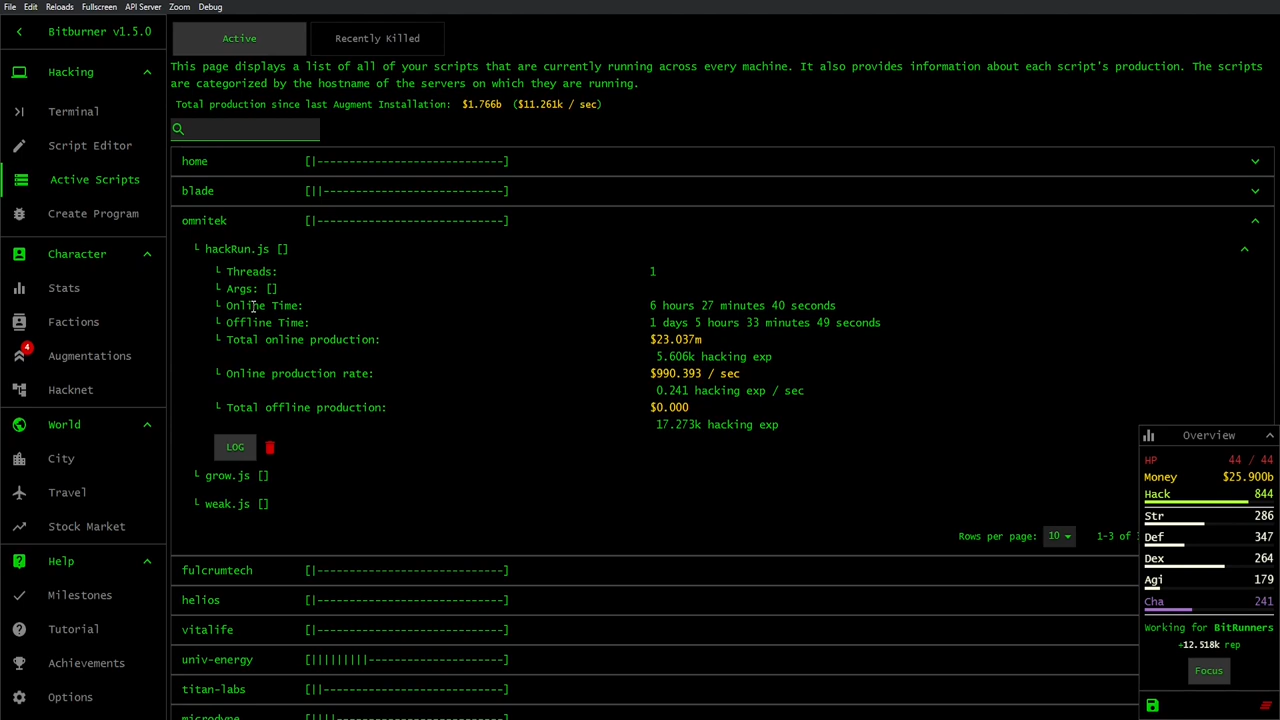 File Edit Reloads Fullscreen API Server Zoom Debug
Bitburner v1.5.0
Hacking
Terminal
Script Editor
Active Scripts
Create Program
Character
Stats
Factions
4
Augmentations
Hacknet
World
City
Travel
Stock Market
Help
Milestones
Tutorial
Achievements
Options
Active Recently Killed
This page displays a list of all of your scripts that are currently running across every machine. It also provides information about each script's production. The scripts
are categorized by the hostname of the servers on which they are running.
Total production since last Augment Installation: $1.766b ($11.261k / sec)
home [|-----------------------------]
blade [||----------------------------]
omnitek [|-----------------------------]
└ hackRun.js []
└ Threads: 1
└ Args: []
└ Online Time: 6 hours 27 minutes 40 seconds
└ Offline Time: 1 days 5 hours 33 minutes 49 seconds
└ Total online production: $23.037m
5.606k hacking exp
└ Online production rate: $990.393 / sec
0.241 hacking exp / sec
└ Total offline production: $0.000
17.273k hacking exp
LOG
└ grow.js []
└ weak.js []
Rows per page: 10 1-3 of
fulcrumtech [|-----------------------------]
helios [|-----------------------------]
vitalife [|-----------------------------]
univ-energy [|||||||||---------------------]
titan-labs [||----------------------------]
Overview
HP 44 / 44
Money $25.900b
Hack 844
Str 286
Def 347
Dex 264
Agi 179
Cha 241
Working for BitRunners
+12.518k rep
Focus